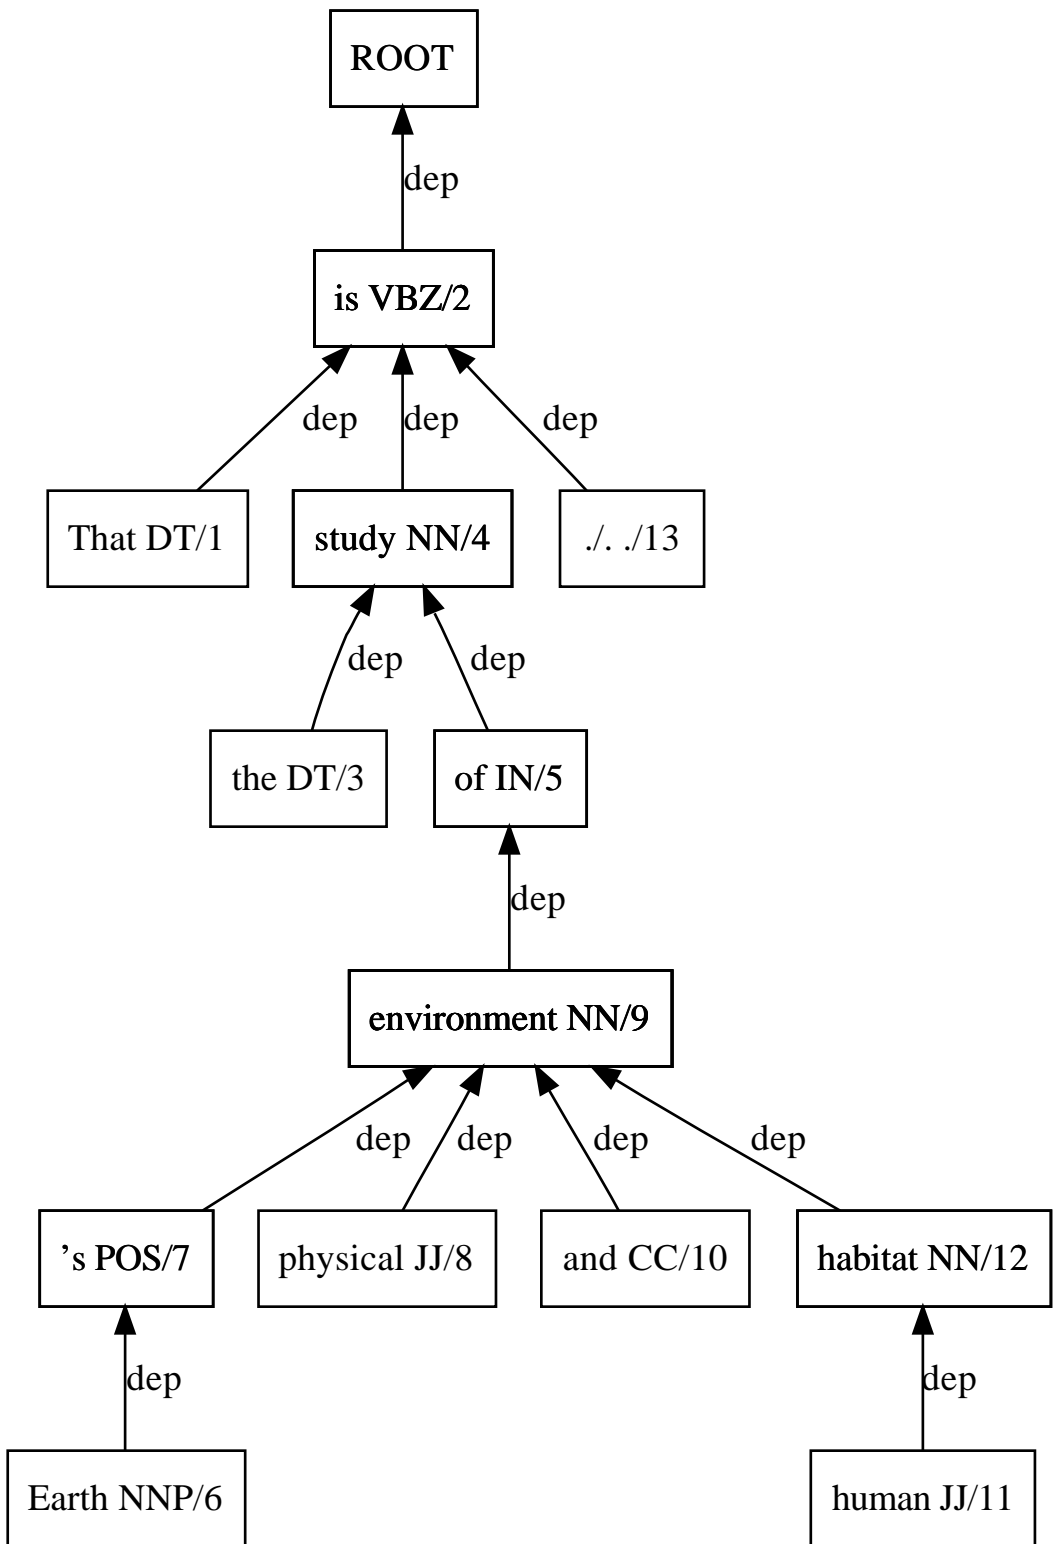 ROOT
dep
is VBZ/2
dep dep dep
That DT/1 study NN/4 ./. ./13
dep dep
the DT/3 of IN/5
dep
environment NN/9
dep dep dep dep
’s POS/7 physical JJ/8 and CC/10 habitat NN/12
dep dep
Earth NNP/6 human JJ/11